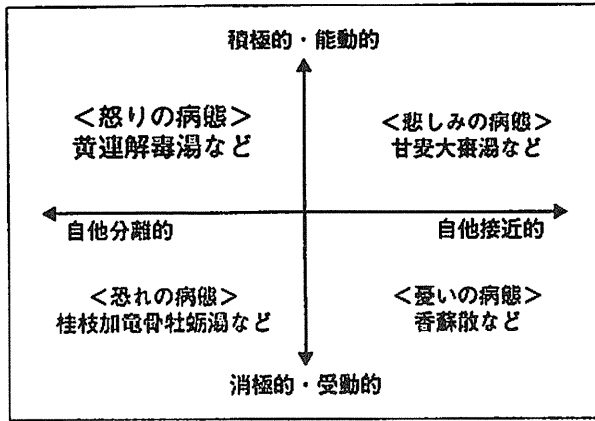 積極的・能動的
<怒りの病態>
黄連解毒湯など
<悲しみの病態>
甘麦大棗湯など
自他分離的
自他接近的
<恐れの病態>
桂枝加竜骨牡蛎湯など
<憂いの病態>
香蘇散など
消極的・受動的